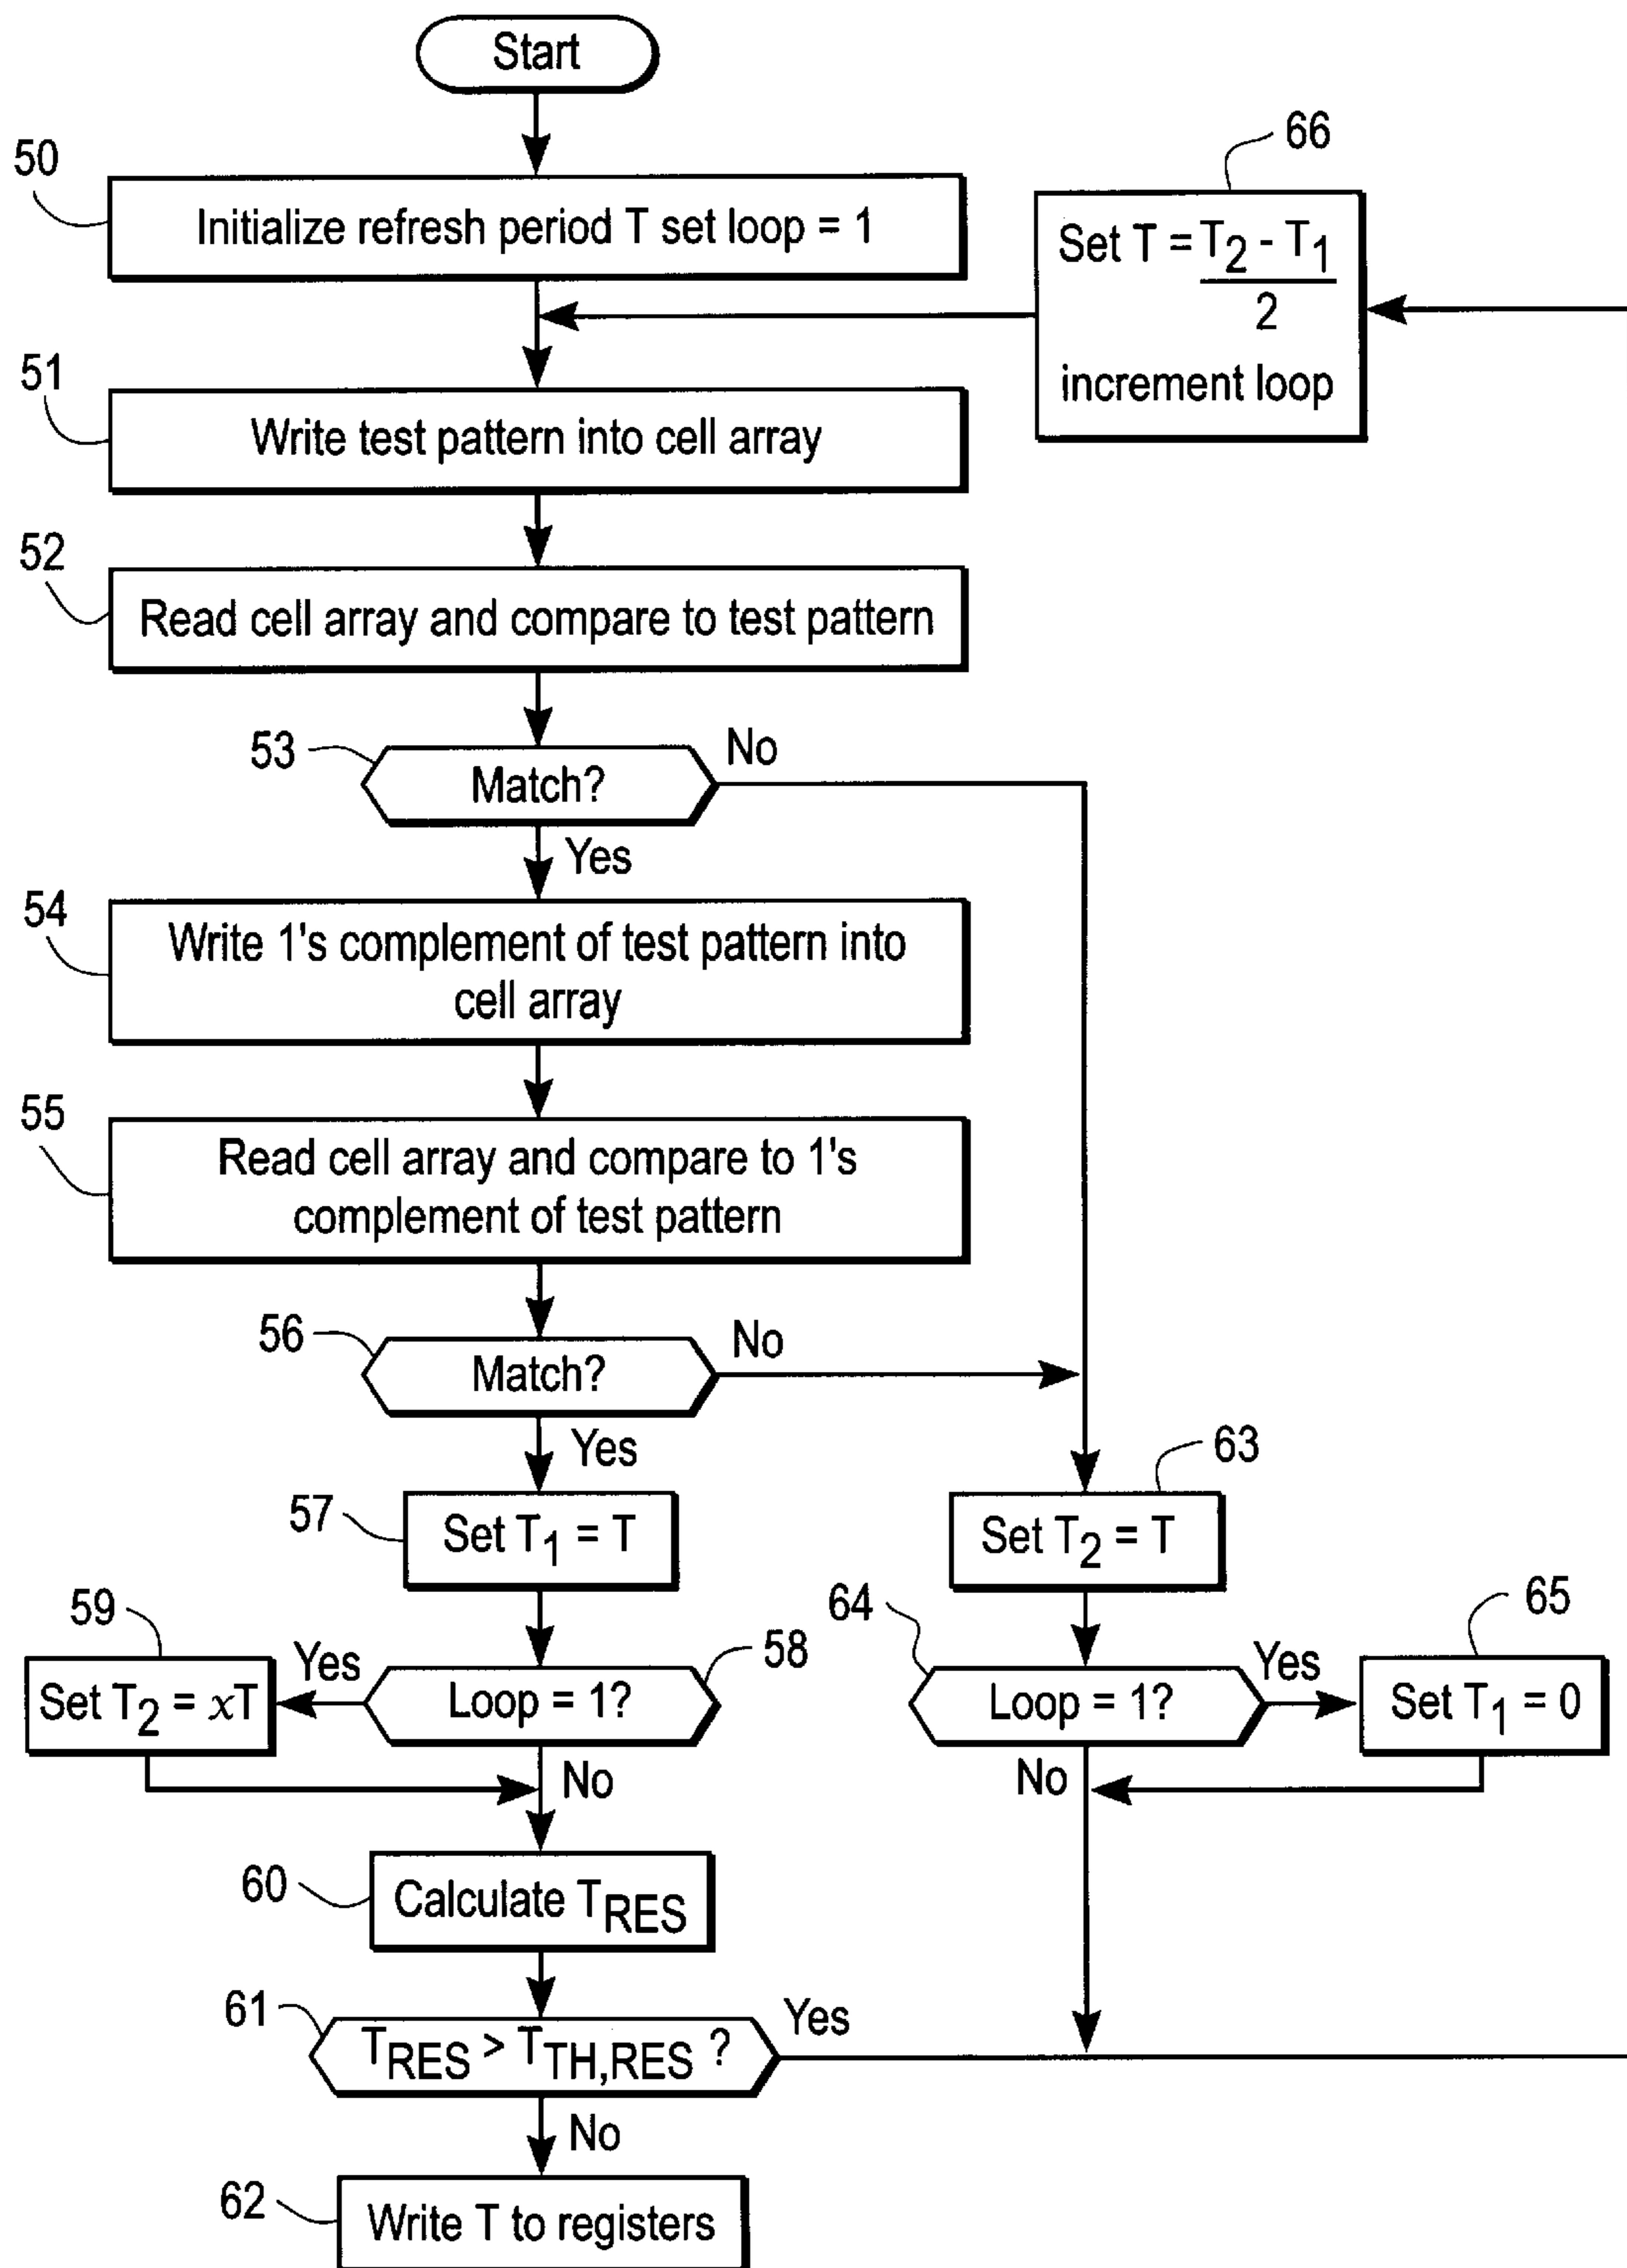 Start
66
50
Initialize refresh period T set loop = 1
Set T = T2 - T1
2
increment loop
51
Write test pattern into cell array
52
Read cell array and compare to test pattern
53
No
Match?
Yes
54
Write 1's complement of test pattern into
cell array
55
Read cell array and compare to 1's
complement of test pattern
56
No
Match?
Yes
63
57
Set T1 = T
Set T2 = T
59
64
65
58
Yes
Yes
Set T2 = xT
Loop = 1?
Loop = 1?
Set T1 = 0
No
No
60
Calculate TRES
61
Yes
TRES > TTH,RES ?
No
62
Write T to registers